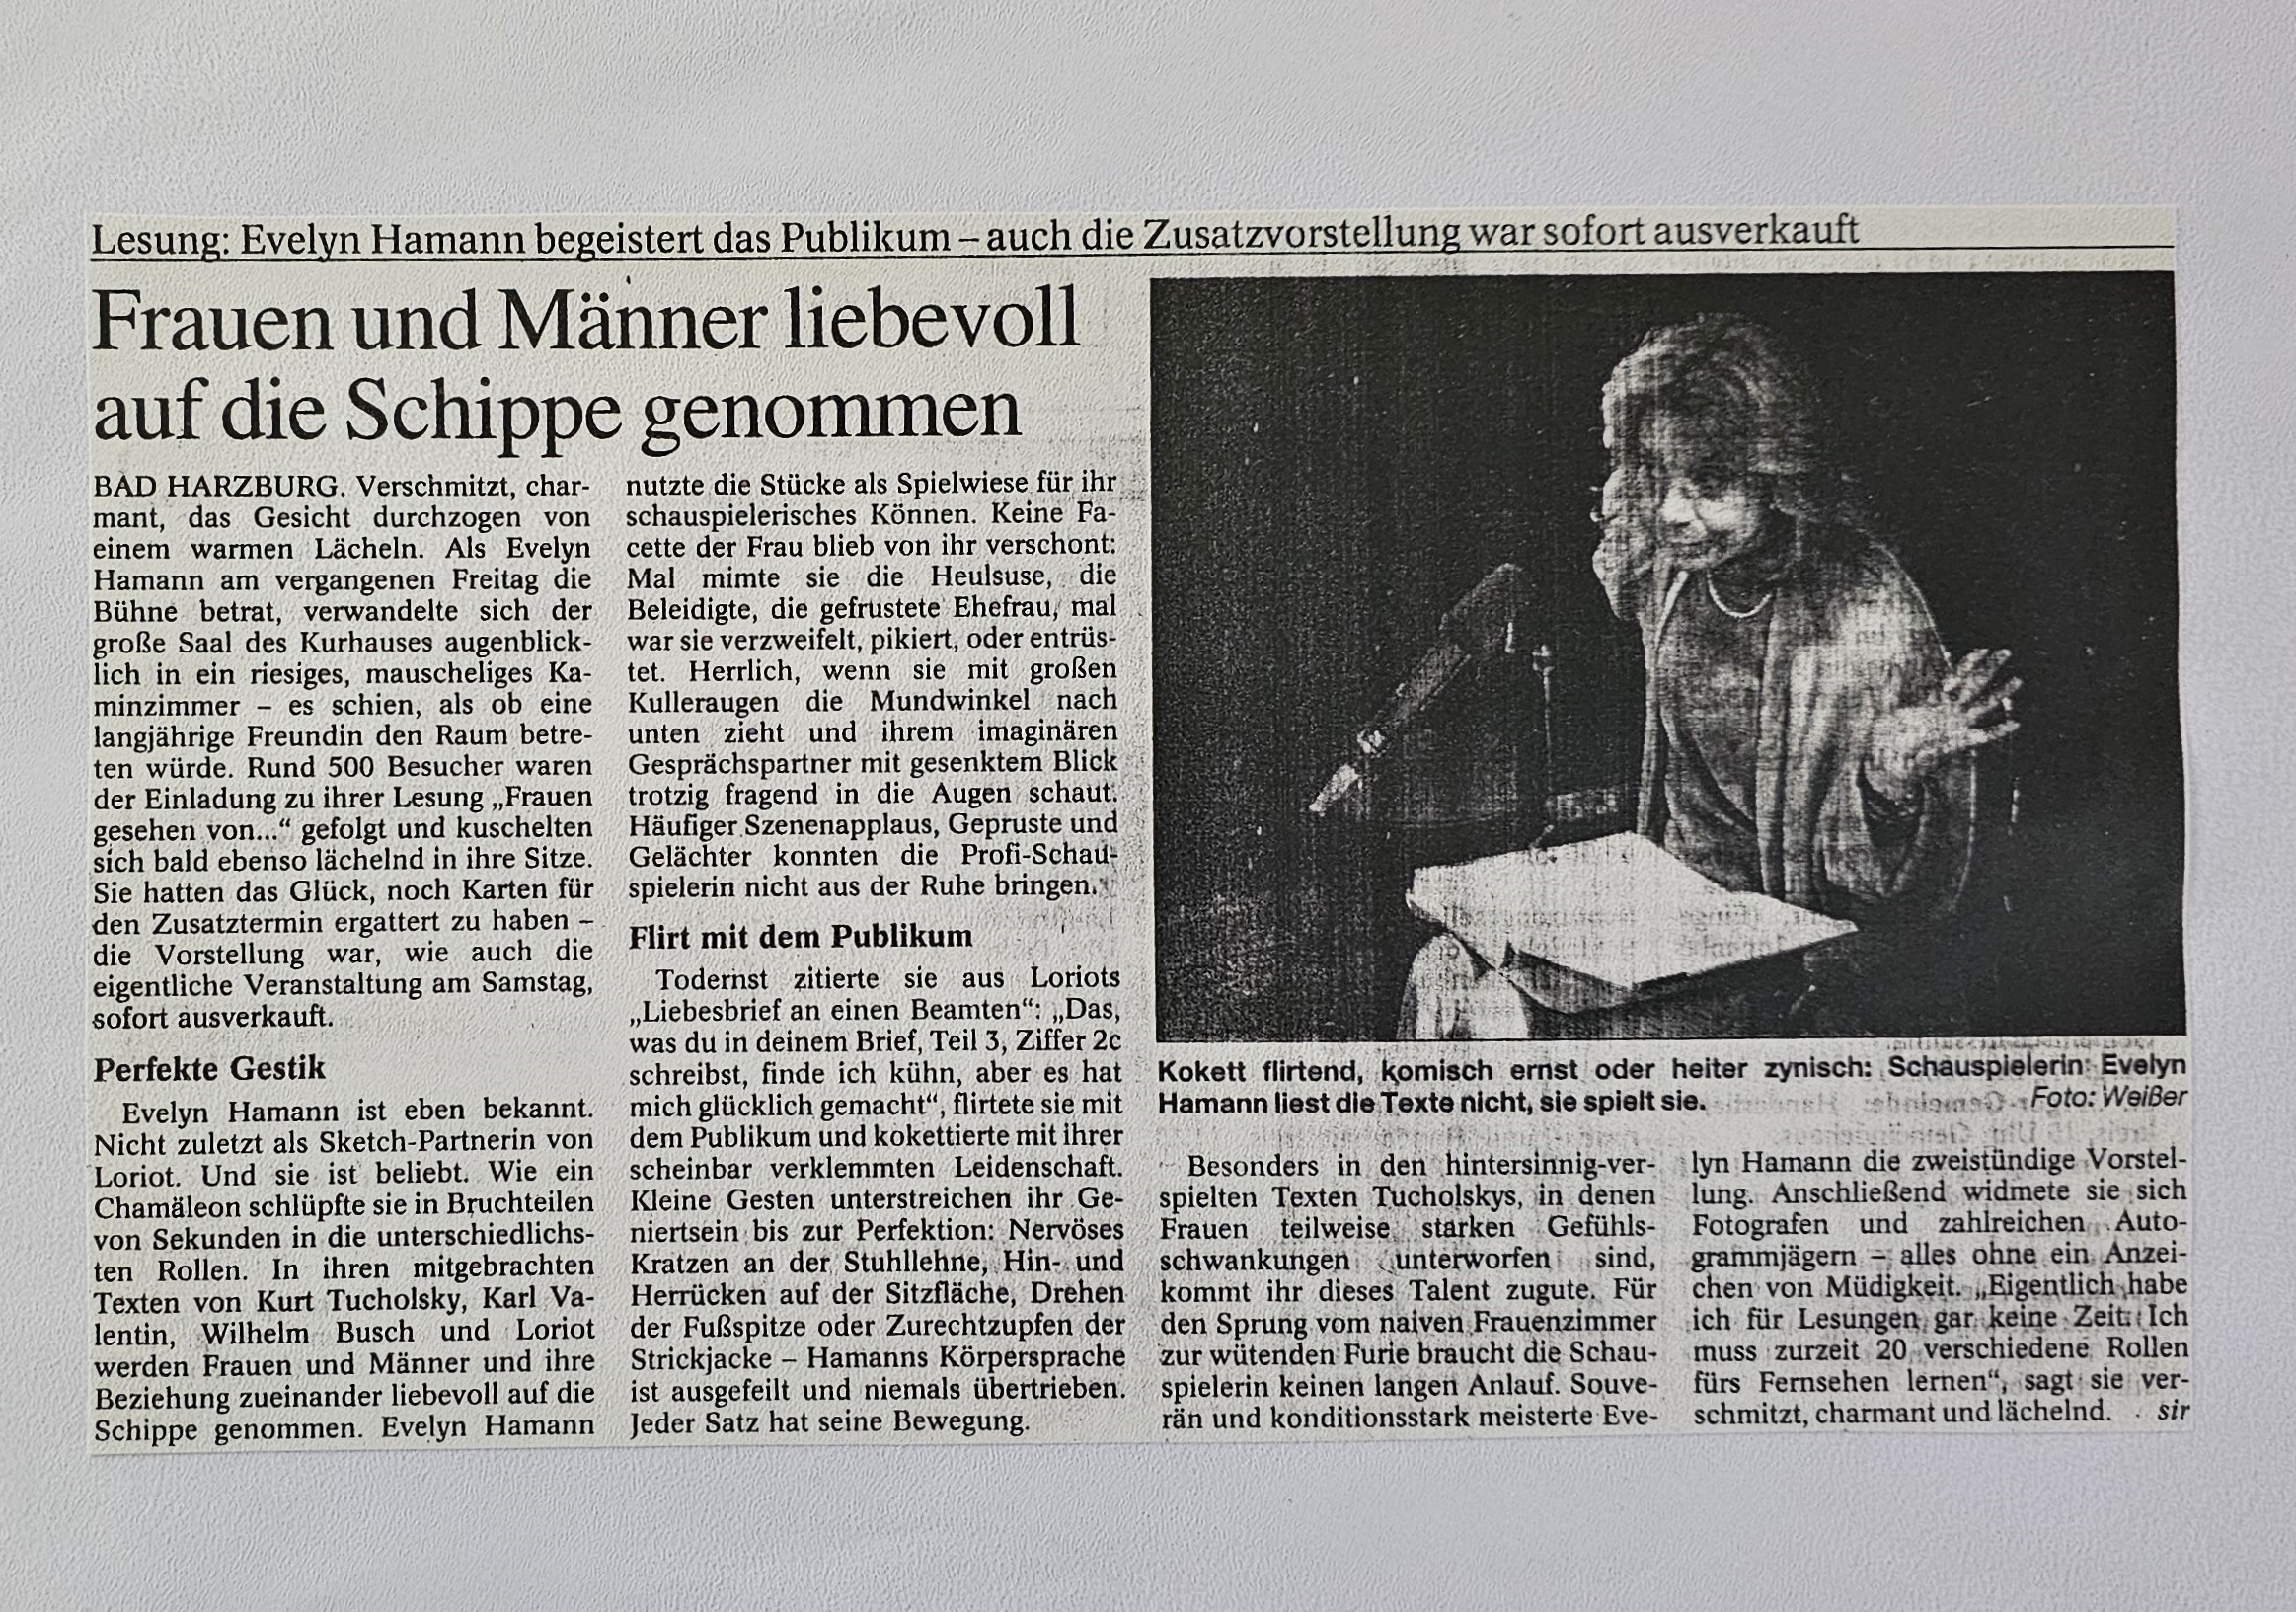 Lesung: Evelyn Hamann begeistert das Publikum – auch die Zusatzvorstellung war sofort ausverkauft
Frauen und Männer liebevoll
auf die Schippe genommen
BAD HARZBURG. Verschmitzt, char-
mant, das Gesicht durchzogen von
einem warmen Lächeln. Als Evelyn
Hamann am vergangenen Freitag die
Bühne betrat, verwandelte sich der
große Saal des Kurhauses augenblick-
lich in ein riesiges, mauscheliges Ka-
minzimmer – es schien, als ob eine
langjährige Freundin den Raum betre-
ten würde. Rund 500 Besucher waren
der Einladung zu ihrer Lesung „Frauen
gesehen von...“ gefolgt und kuschelten
sich bald ebenso lächelnd in ihre Sitze.
Sie hatten das Glück, noch Karten für
den Zusatztermin ergattert zu haben –
die Vorstellung war, wie auch die
eigentliche Veranstaltung am Samstag,
sofort ausverkauft.
Perfekte Gestik
Evelyn Hamann ist eben bekannt.
Nicht zuletzt als Sketch-Partnerin von
Loriot. Und sie ist beliebt. Wie ein
Chamäleon schlüpfte sie in Bruchteilen
von Sekunden in die unterschiedlichs-
ten Rollen. In ihren mitgebrachten
Texten von Kurt Tucholsky, Karl Va-
lentin, Wilhelm Busch und Loriot
werden Frauen und Männer und ihre
Beziehung zueinander liebevoll auf die
Schippe genommen. Evelyn Hamann
nutzte die Stücke als Spielwiese für ihr
schauspielerisches Können. Keine Fa-
cette der Frau blieb von ihr verschont:
Mal mimte sie die Heulsuse, die
Beleidigte, die gefrustete Ehefrau, mal
war sie verzweifelt, pikiert, oder entrüs-
tet. Herrlich, wenn sie mit großen
Kulleraugen die Mundwinkel nach
unten zieht und ihrem imaginären
Gesprächspartner mit gesenktem Blick
trotzig fragend in die Augen schaut.
Häufiger Szenenapplaus, Gepruste und
Gelächter konnten die Profi-Schau-
spielerin nicht aus der Ruhe bringen.
Flirt mit dem Publikum
Todernst zitierte sie aus Loriots
„Liebesbrief an einen Beamten“: „Das,
was du in deinem Brief, Teil 3, Ziffer 2c
schreibst, finde ich kühn, aber es hat
mich glücklich gemacht“, flirtete sie mit
dem Publikum und kokettierte mit ihrer
scheinbar verklemmten Leidenschaft.
Kleine Gesten unterstreichen ihr Ge-
niertsein bis zur Perfektion: Nervöses
Kratzen an der Stuhllehne, Hin- und
Herrücken auf der Sitzfläche, Drehen
der Fußspitze oder Zurechtzupfen der
Strickjacke – Hamanns Körpersprache
ist ausgefeilt und niemals übertrieben.
Jeder Satz hat seine Bewegung.
Kokett flirtend, komisch ernst oder heiter zynisch: Schauspielerin Evelyn
Hamann liest die Texte nicht, sie spielt sie. Foto: Weißer
Besonders in den hintersinnig-ver-
spielten Texten Tucholskys, in denen
Frauen teilweise starken Gefühls-
schwankungen unterworfen sind,
kommt ihr dieses Talent zugute. Für
den Sprung vom naiven Frauenzimmer
zur wütenden Furie braucht die Schau-
spielerin keinen langen Anlauf. Souve-
rän und konditionsstark meisterte Eve-
lyn Hamann die zweistündige Vorstel-
lung. Anschließend widmete sie sich
Fotografen und zahlreichen Auto-
grammjägern – alles ohne ein Anzei-
chen von Müdigkeit. „Eigentlich habe
ich für Lesungen gar keine Zeit. Ich
muss zurzeit 20 verschiedene Rollen
fürs Fernsehen lernen“, sagt sie ver-
schmitzt, charmant und lächelnd. sir